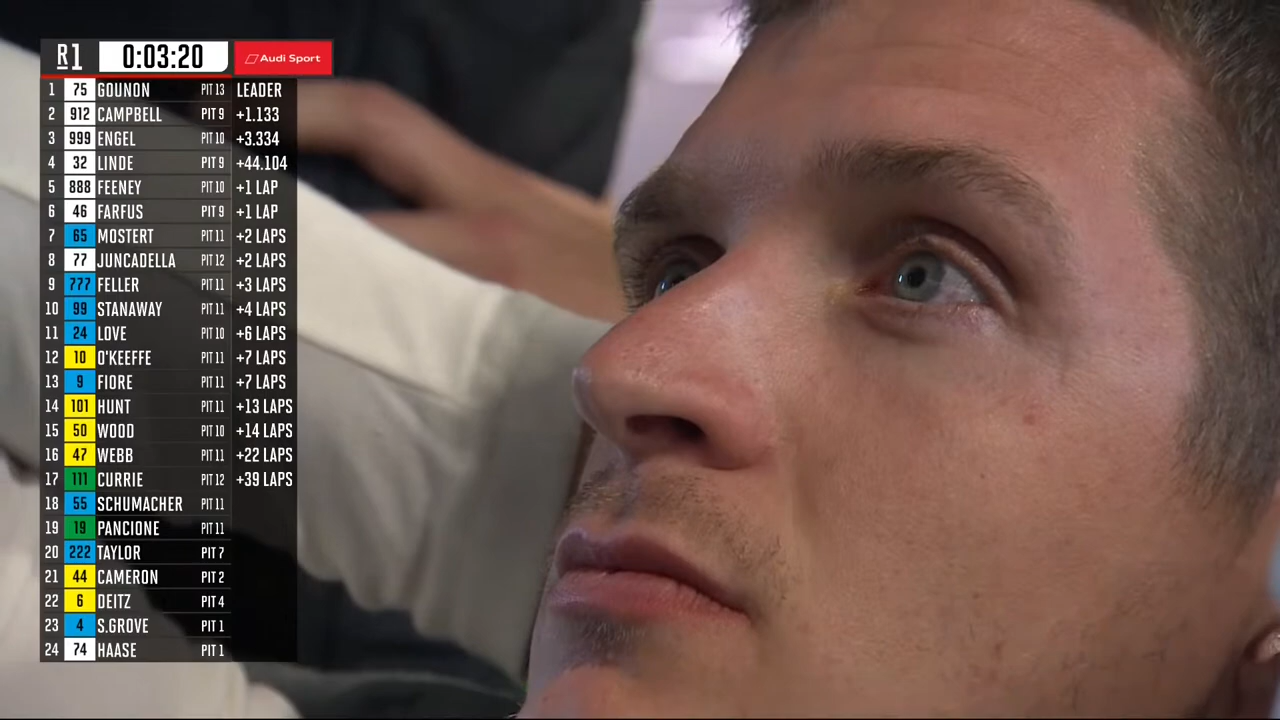 R1 0:03:20 Audi Sport
1 75 GOUNON PIT 13 LEADER
2 912 CAMPBELL PIT 9 +1.133
3 999 ENGEL PIT 10 +3.334
4 32 LINDE PIT 9 +44.104
5 888 FEENEY PIT 10 +1 LAP
6 46 FARFUS PIT 9 +1 LAP
7 65 MOSTERT PIT 11 +2 LAPS
8 77 JUNCADELLA PIT 12 +2 LAPS
9 777 FELLER PIT 11 +3 LAPS
10 99 STANAWAY PIT 11 +4 LAPS
11 24 LOVE PIT 10 +6 LAPS
12 10 O'KEEFFE PIT 11 +7 LAPS
13 9 FIORE PIT 11 +7 LAPS
14 101 HUNT PIT 11 +13 LAPS
15 50 WOOD PIT 10 +14 LAPS
16 47 WEBB PIT 11 +22 LAPS
17 111 CURRIE PIT 12 +39 LAPS
18 55 SCHUMACHER PIT 11
19 19 PANCIONE PIT 11
20 222 TAYLOR PIT 7
21 44 CAMERON PIT 2
22 6 DEITZ PIT 4
23 4 S.GROVE PIT 1
24 74 HAASE PIT 1